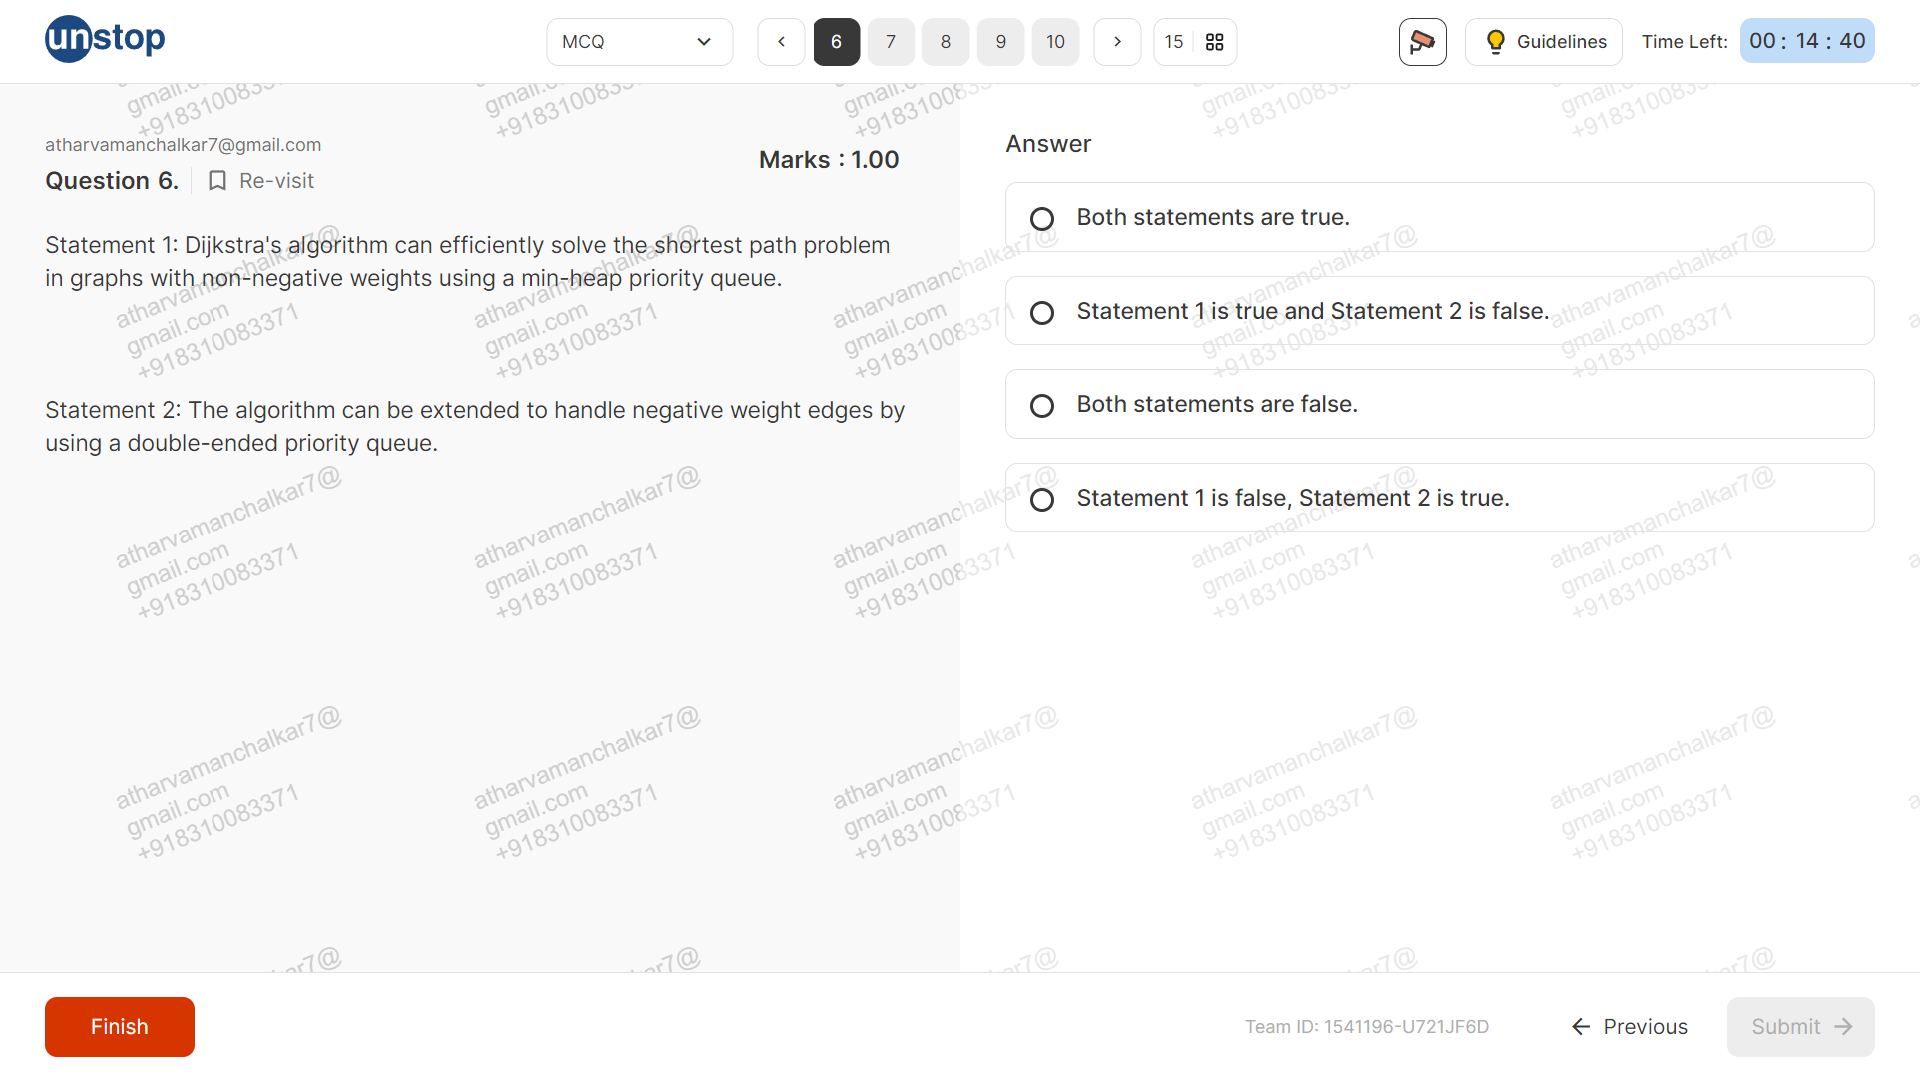 unstop
MCQ
6
7
8
9
10
15
Guidelines
Time Left:
00 : 14 : 40
atharvamanchalkar7@gmail.com
Question 6.
Re-visit
Marks : 1.00
Statement 1: Dijkstra's algorithm can efficiently solve the shortest path problem
in graphs with non-negative weights using a min-heap priority queue.
Statement 2: The algorithm can be extended to handle negative weight edges by
using a double-ended priority queue.
Answer
Both statements are true.
Statement 1 is true and Statement 2 is false.
Both statements are false.
Statement 1 is false, Statement 2 is true.
atharvamanchalkar7@
gmail.com
+918310083371
Finish
Team ID: 1541196-U721JF6D
Previous
Submit